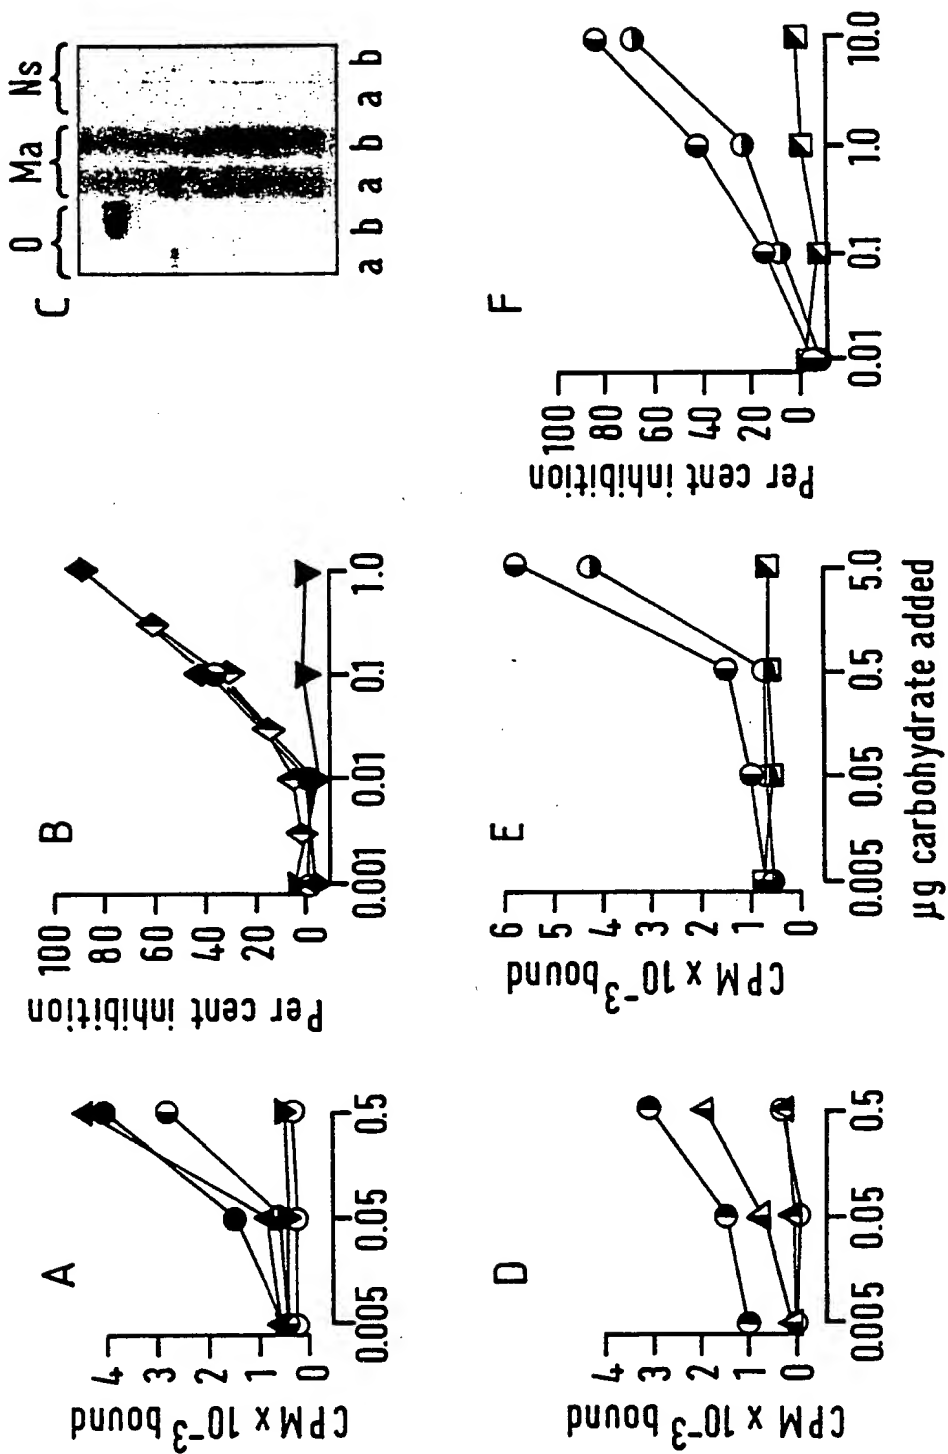 A
CPM x 10⁻³ bound
4
3
2
1
0
0.005 0.05 0.5
B
Per cent inhibition
100
80
60
40
20
0
0.001 0.01 0.1 1.0
C
O Ma Ns
a b a b a b
D
CPM x 10⁻³ bound
4
3
2
1
0
0.005 0.05 0.5
E
CPM x 10⁻³ bound
6
5
4
3
2
1
0
0.005 0.05 0.5 5.0
F
Per cent inhibition
100
80
60
40
20
0
0.01 0.1 1.0 10.0
µg carbohydrate added